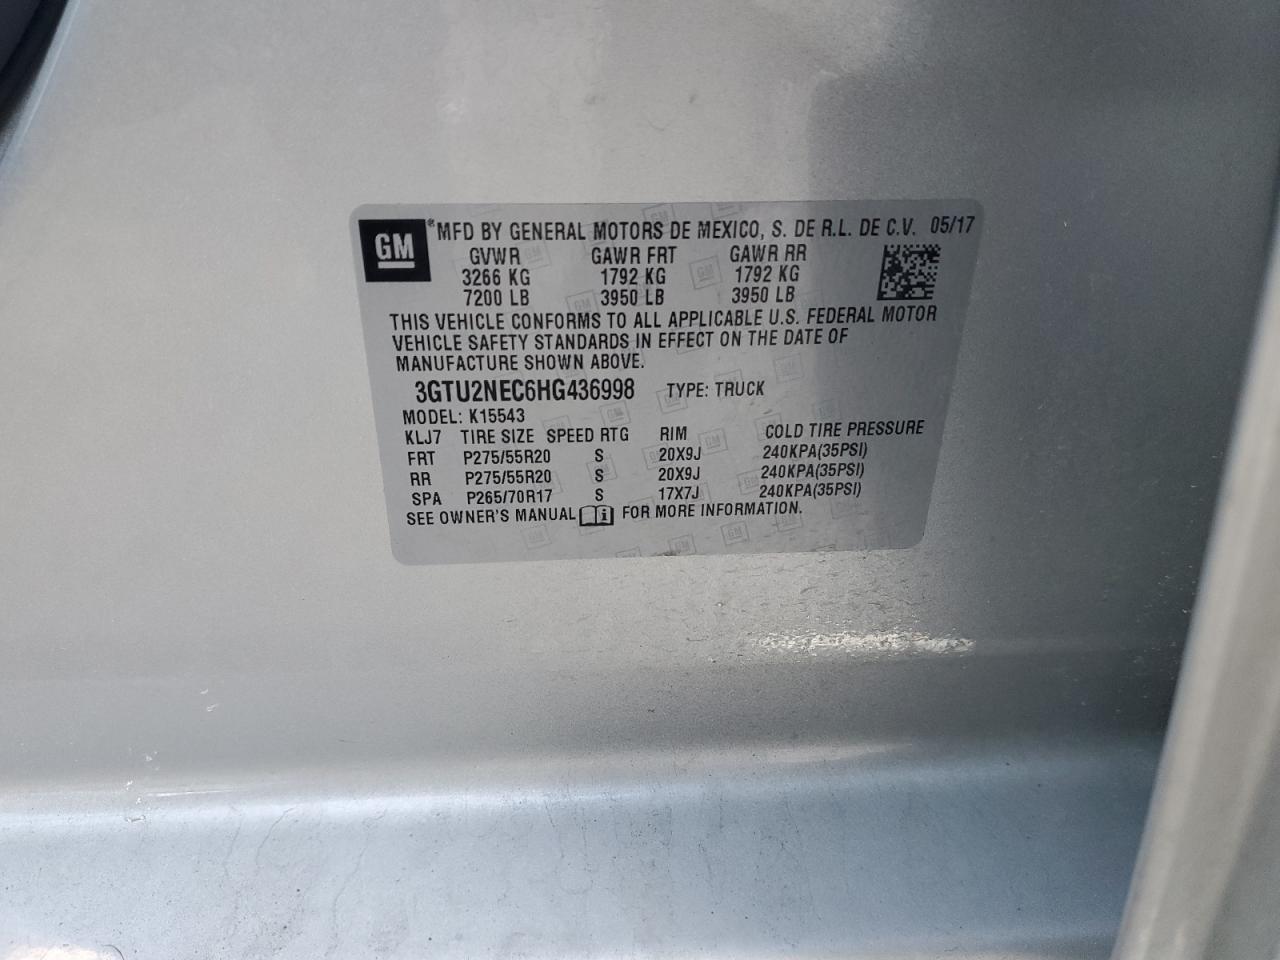 GM
MFD BY GENERAL MOTORS DE MEXICO, S. DE R.L. DE C.V. 05/17
GVWR GAWR FRT GAWR RR
3266 KG 1792 KG 1792 KG
7200 LB 3950 LB 3950 LB
THIS VEHICLE CONFORMS TO ALL APPLICABLE U.S. FEDERAL MOTOR
VEHICLE SAFETY STANDARDS IN EFFECT ON THE DATE OF
MANUFACTURE SHOWN ABOVE.
3GTU2NEC6HG436998 TYPE: TRUCK
MODEL: K15543
KLJ7 TIRE SIZE SPEED RTG RIM COLD TIRE PRESSURE
FRT P275/55R20 S 20X9J 240KPA(35PSI)
RR P275/55R20 S 20X9J 240KPA(35PSI)
SPA P265/70R17 S 17X7J 240KPA(35PSI)
SEE OWNER'S MANUAL FOR MORE INFORMATION.